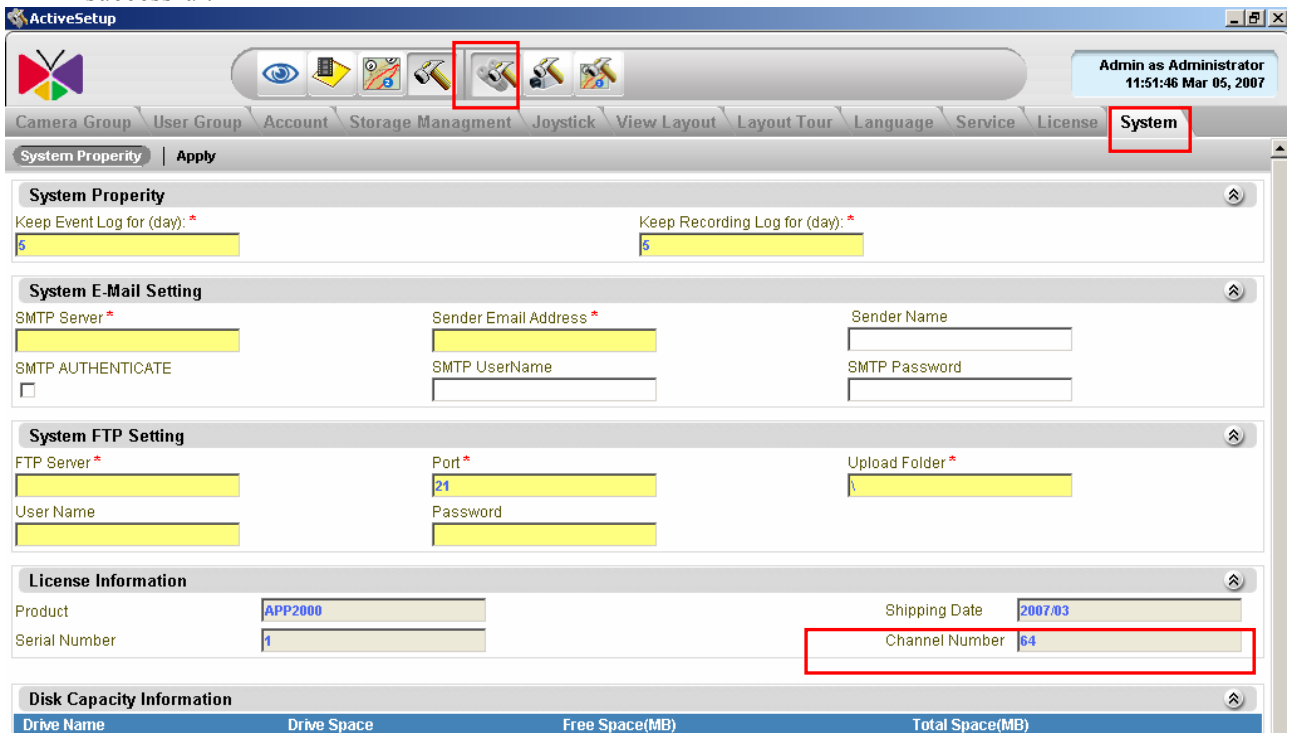 ActiveSetup
Admin as Administrator
11:51:46 Mar 05, 2007
Camera Group User Group Account Storage Managment Joystick View Layout Layout Tour Language Service License System
System Properity | Apply
System Properity
Keep Event Log for (day): * Keep Recording Log for (day): *
5 5
System E-Mail Setting
SMTP Server * Sender Email Address * Sender Name
SMTP AUTHENTICATE SMTP UserName SMTP Password
System FTP Setting
FTP Server * Port * Upload Folder *
21 \
User Name Password
License Information
Product APP2000 Shipping Date 2007/03
Serial Number 1 Channel Number 64
Disk Capacity Information
Drive Name Drive Space Free Space(MB) Total Space(MB)